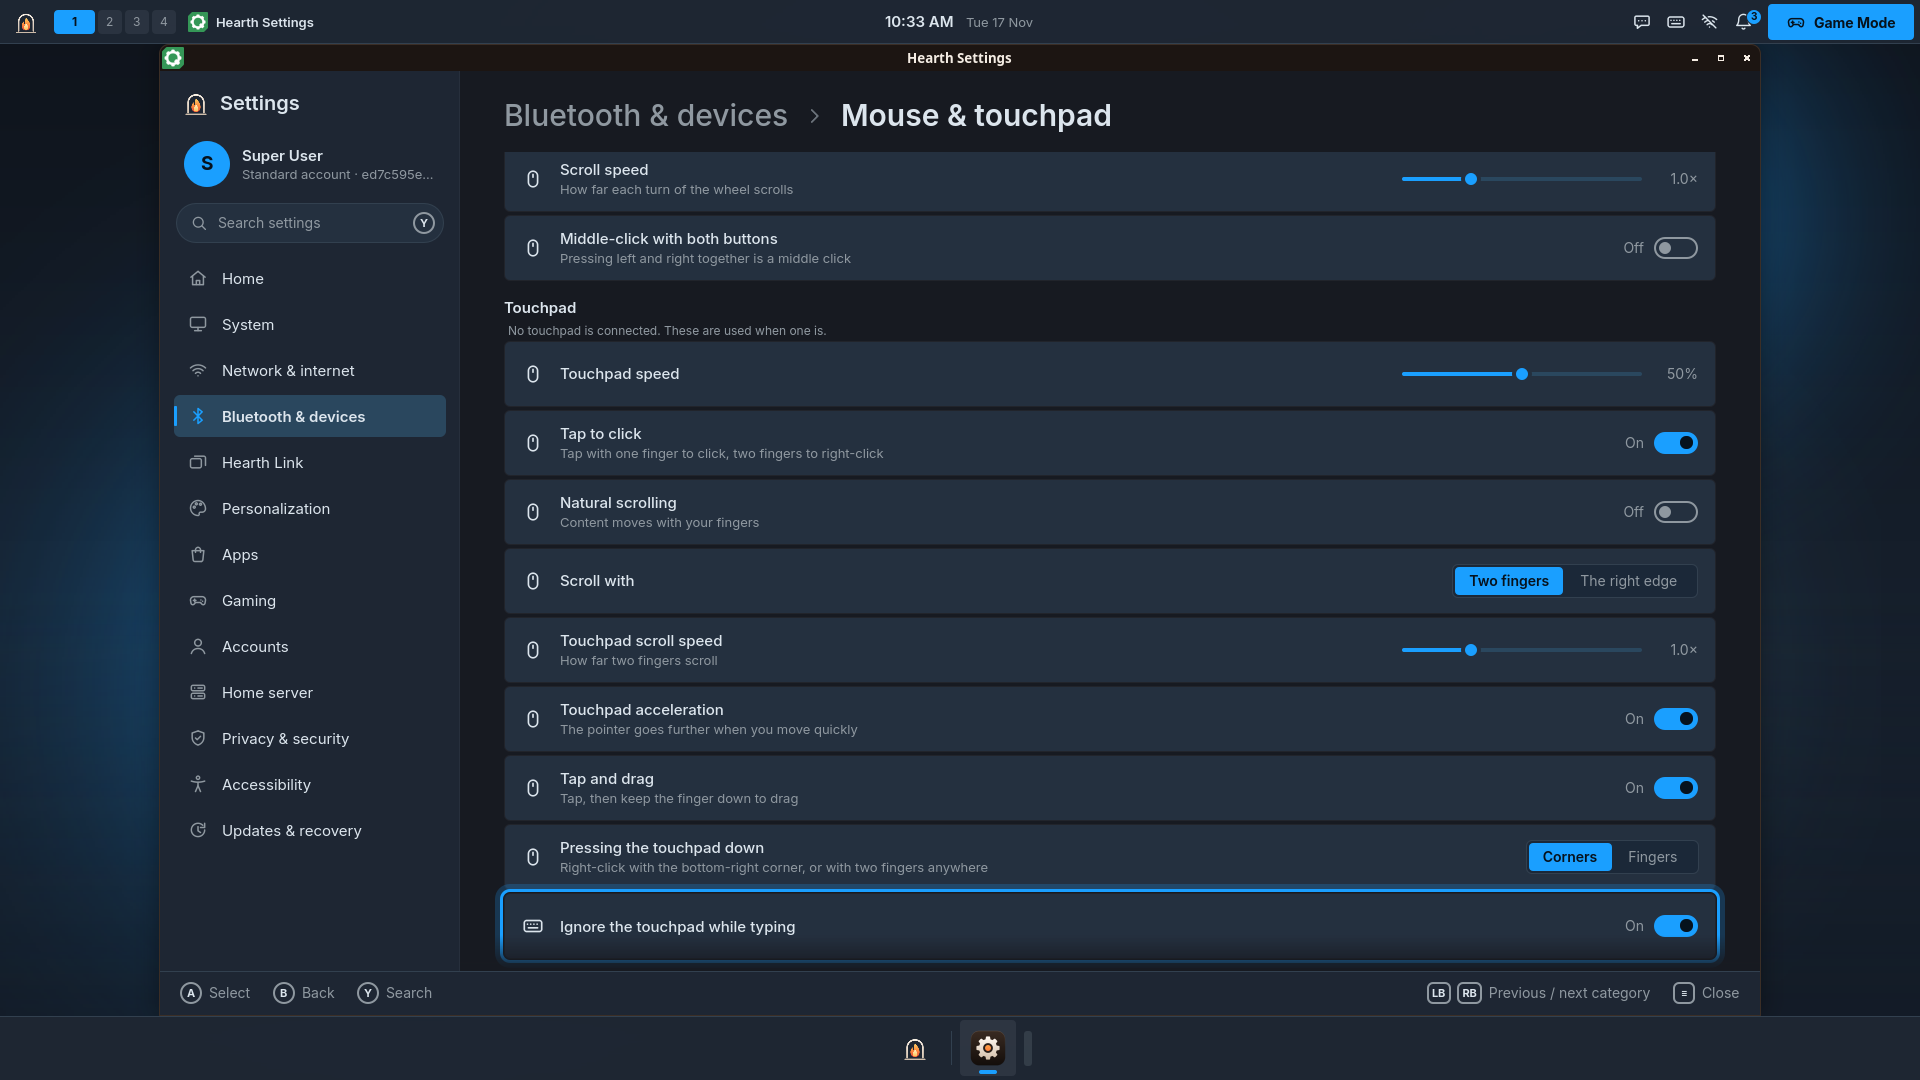 1 2 3 4 Hearth Settings
10:33 AM Tue 17 Nov
3
Game Mode
Hearth Settings
Settings
S
Super User
Standard account · ed7c595e...
Search settings
Y
Home
System
Network & internet
Bluetooth & devices
Hearth Link
Personalization
Apps
Gaming
Accounts
Home server
Privacy & security
Accessibility
Updates & recovery
Bluetooth & devices > Mouse & touchpad
Scroll speed
How far each turn of the wheel scrolls
1.0×
Middle-click with both buttons
Pressing left and right together is a middle click
Off
Touchpad
No touchpad is connected. These are used when one is.
Touchpad speed
50%
Tap to click
Tap with one finger to click, two fingers to right-click
On
Natural scrolling
Content moves with your fingers
Off
Scroll with
Two fingers The right edge
Touchpad scroll speed
How far two fingers scroll
1.0×
Touchpad acceleration
The pointer goes further when you move quickly
On
Tap and drag
Tap, then keep the finger down to drag
On
Pressing the touchpad down
Right-click with the bottom-right corner, or with two fingers anywhere
Corners Fingers
Ignore the touchpad while typing
On
A Select B Back Y Search
LB RB Previous / next category ≡ Close